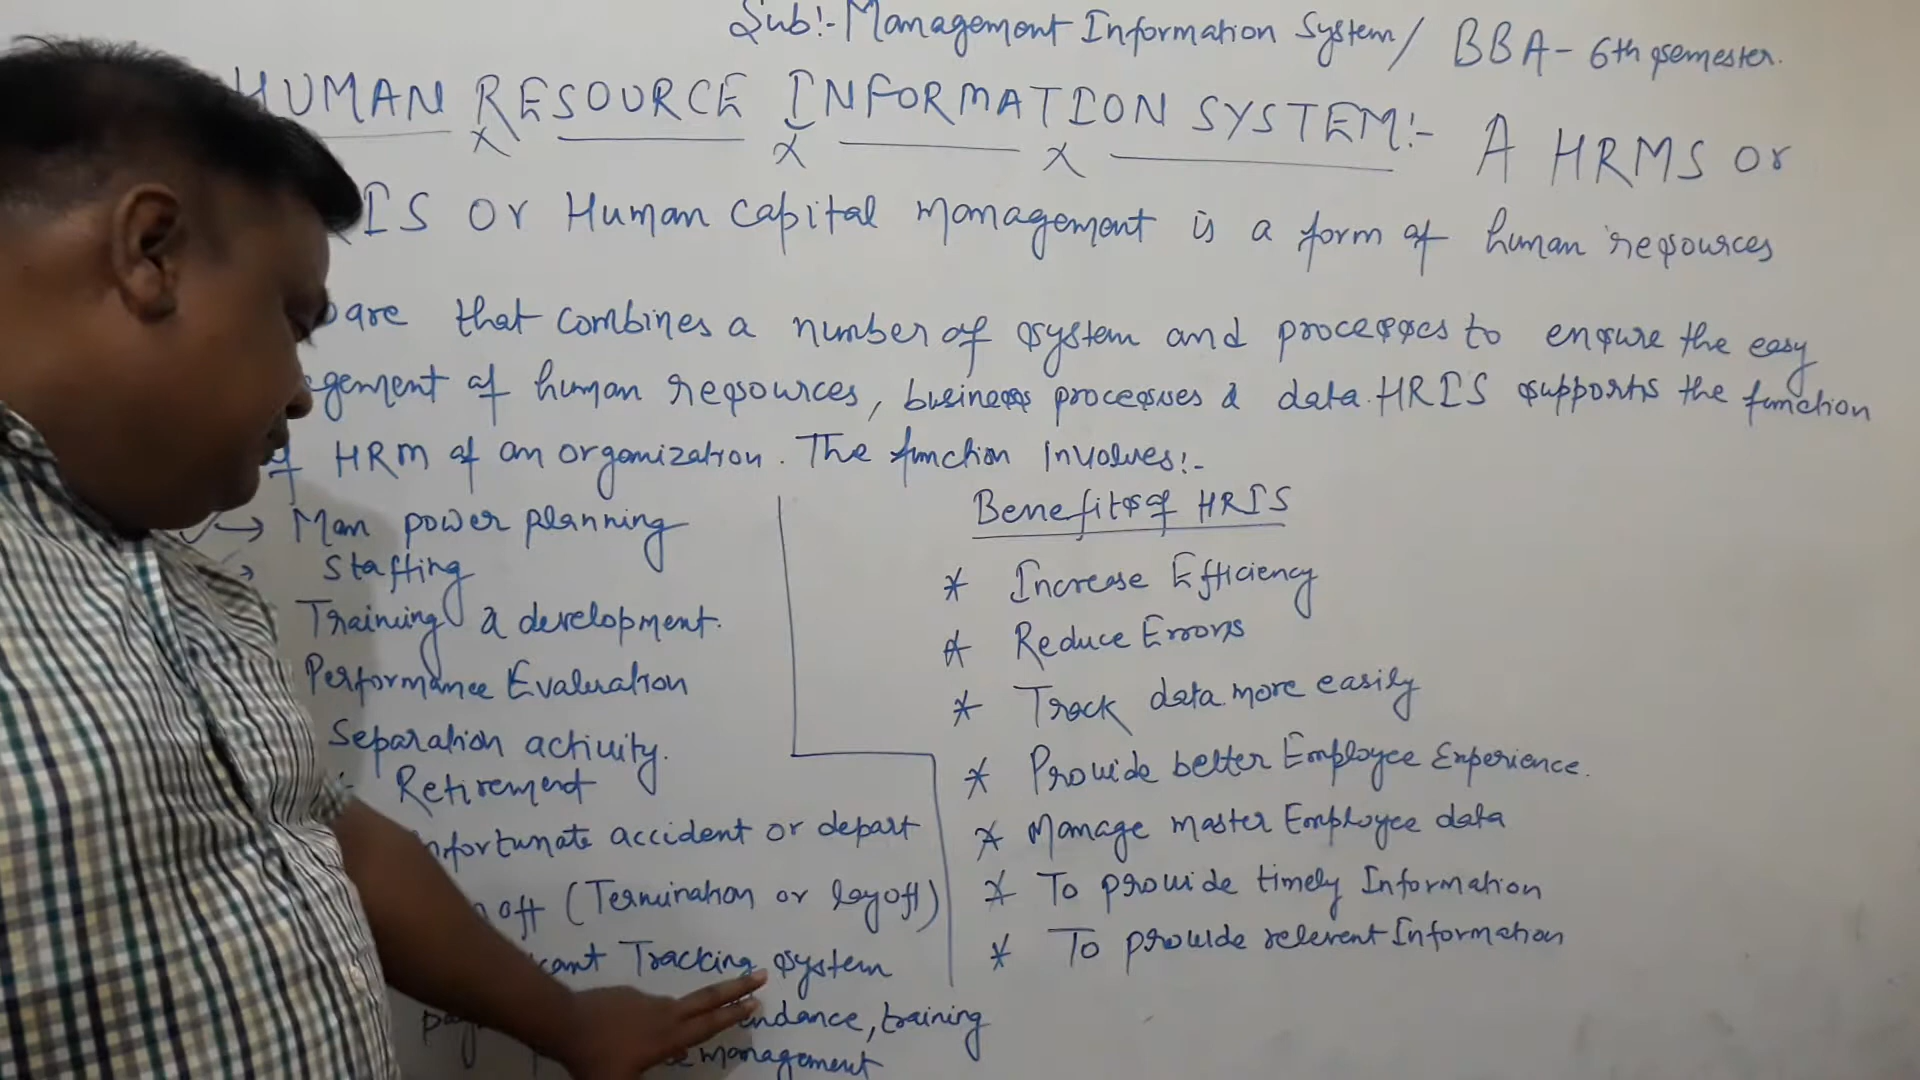 Sub:- Management Information System/ BBA - 6th semester.
HUMAN RESOURCE INFORMATION SYSTEM:- A HRMS or
or Human capital management is a form of human resources
that combines a number of system and processes to ensure the easy
of human resources, business processes & data. HRIS supports the function
of HRM of an organization. The function involves:-
→ Man power planning
→ Staffing
Training & development.
Performance Evaluation
Separation activity.
Retirement
accident or depart
off (Termination or layoff)
Tracking system
, training
management
Benefits of HRIS
* Increase Efficiency
* Reduce Errors
* Track data more easily
* Provide better Employee Experience.
* Manage master Employee data
* To provide timely Information
* To provide relevent Information